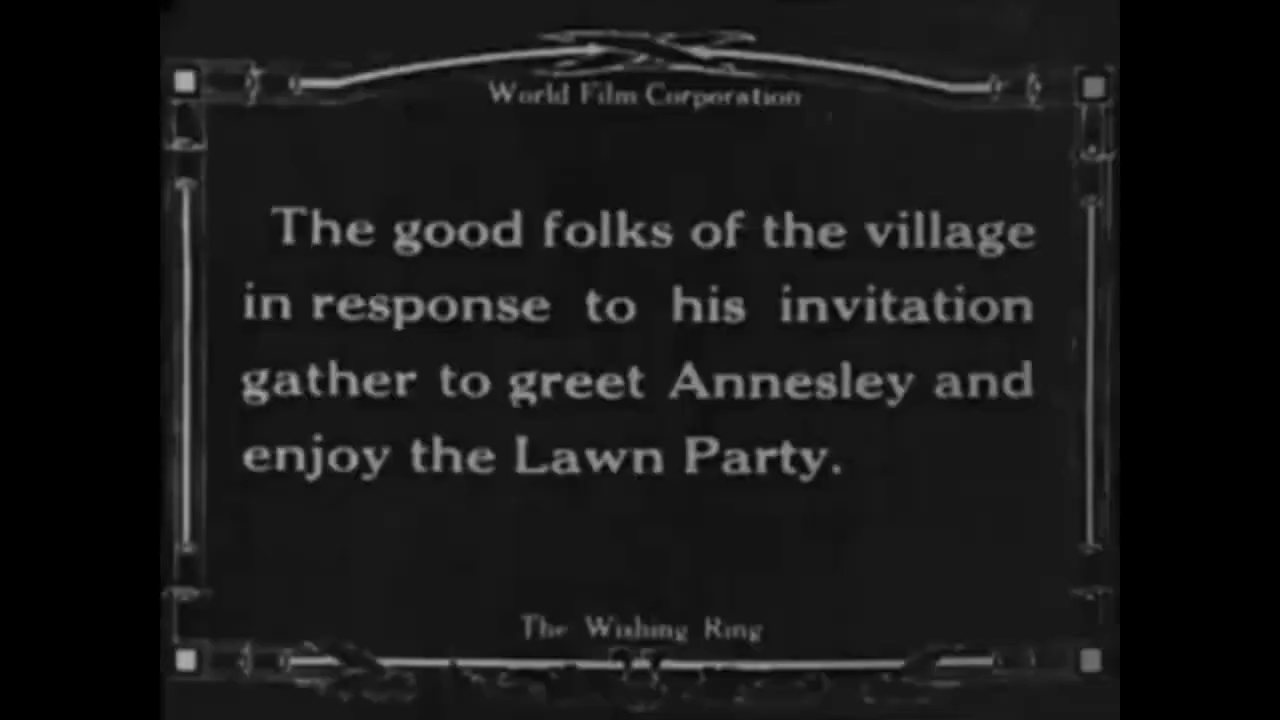 World Film Corporation
The good folks of the village
in response to his invitation
gather to greet Annesley and
enjoy the Lawn Party.
The Wishing Ring